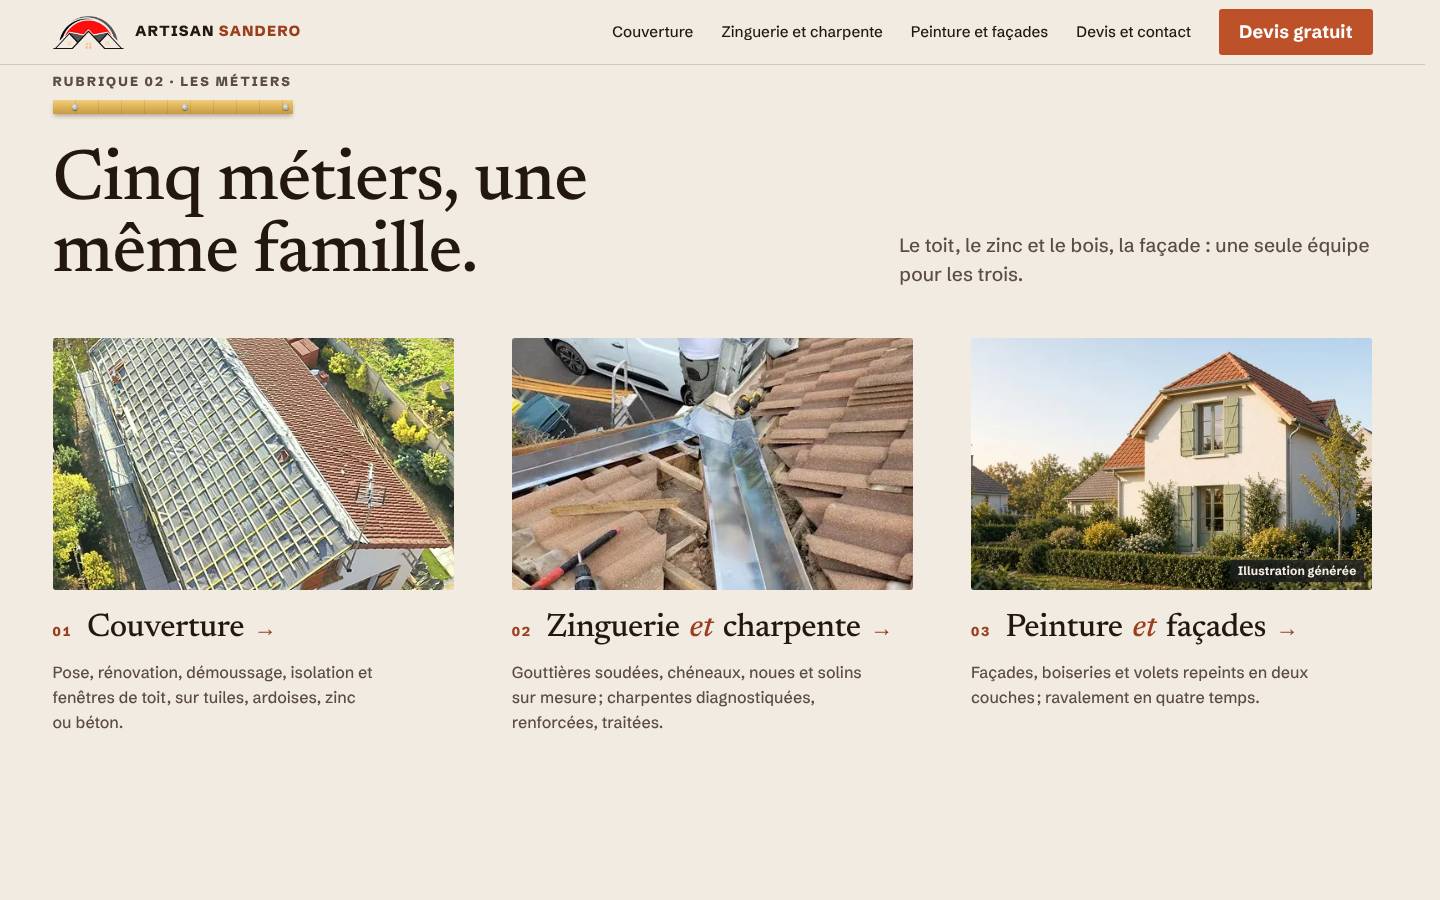 ARTISAN SANDERO
Couverture
Zinguerie et charpente
Peinture et façades
Devis et contact
Devis gratuit
RUBRIQUE 02 · LES MÉTIERS
Cinq métiers, une
même famille.
Le toit, le zinc et le bois, la façade : une seule équipe
pour les trois.
Illustration générée
01 Couverture →
Pose, rénovation, démoussage, isolation et
fenêtres de toit, sur tuiles, ardoises, zinc
ou béton.
02 Zinguerie et charpente →
Gouttières soudées, chéneaux, noues et solins
sur mesure ; charpentes diagnostiquées,
renforcées, traitées.
03 Peinture et façades →
Façades, boiseries et volets repeints en deux
couches ; ravalement en quatre temps.